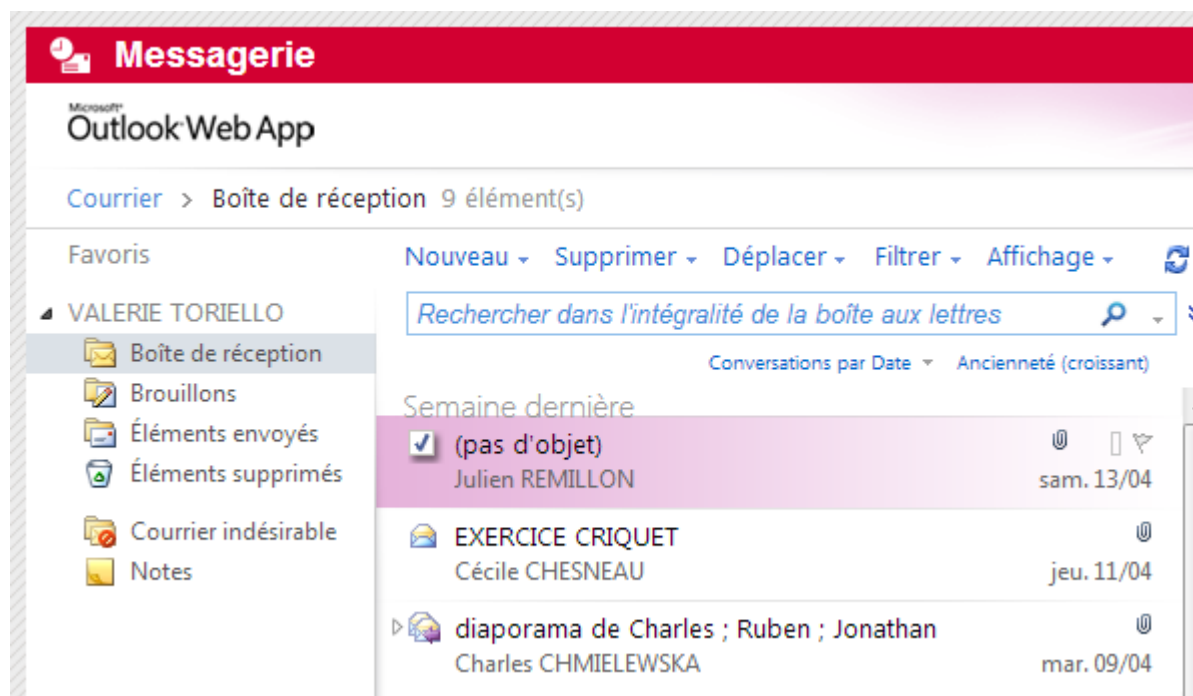 Messagerie
Microsoft®
Outlook Web App
Courrier > Boîte de réception 9 élément(s)
Favoris
Nouveau Supprimer Déplacer Filtrer Affichage
VALERIE TORIELLO
Rechercher dans l'intégralité de la boîte aux lettres
Boîte de réception
Conversations par Date Ancienneté (croissant)
Brouillons
Semaine dernière
Éléments envoyés
(pas d'objet)
Éléments supprimés
Julien REMILLON sam. 13/04
Courrier indésirable
EXERCICE CRIQUET
Notes
Cécile CHESNEAU jeu. 11/04
diaporama de Charles ; Ruben ; Jonathan
Charles CHMIELEWSKA mar. 09/04